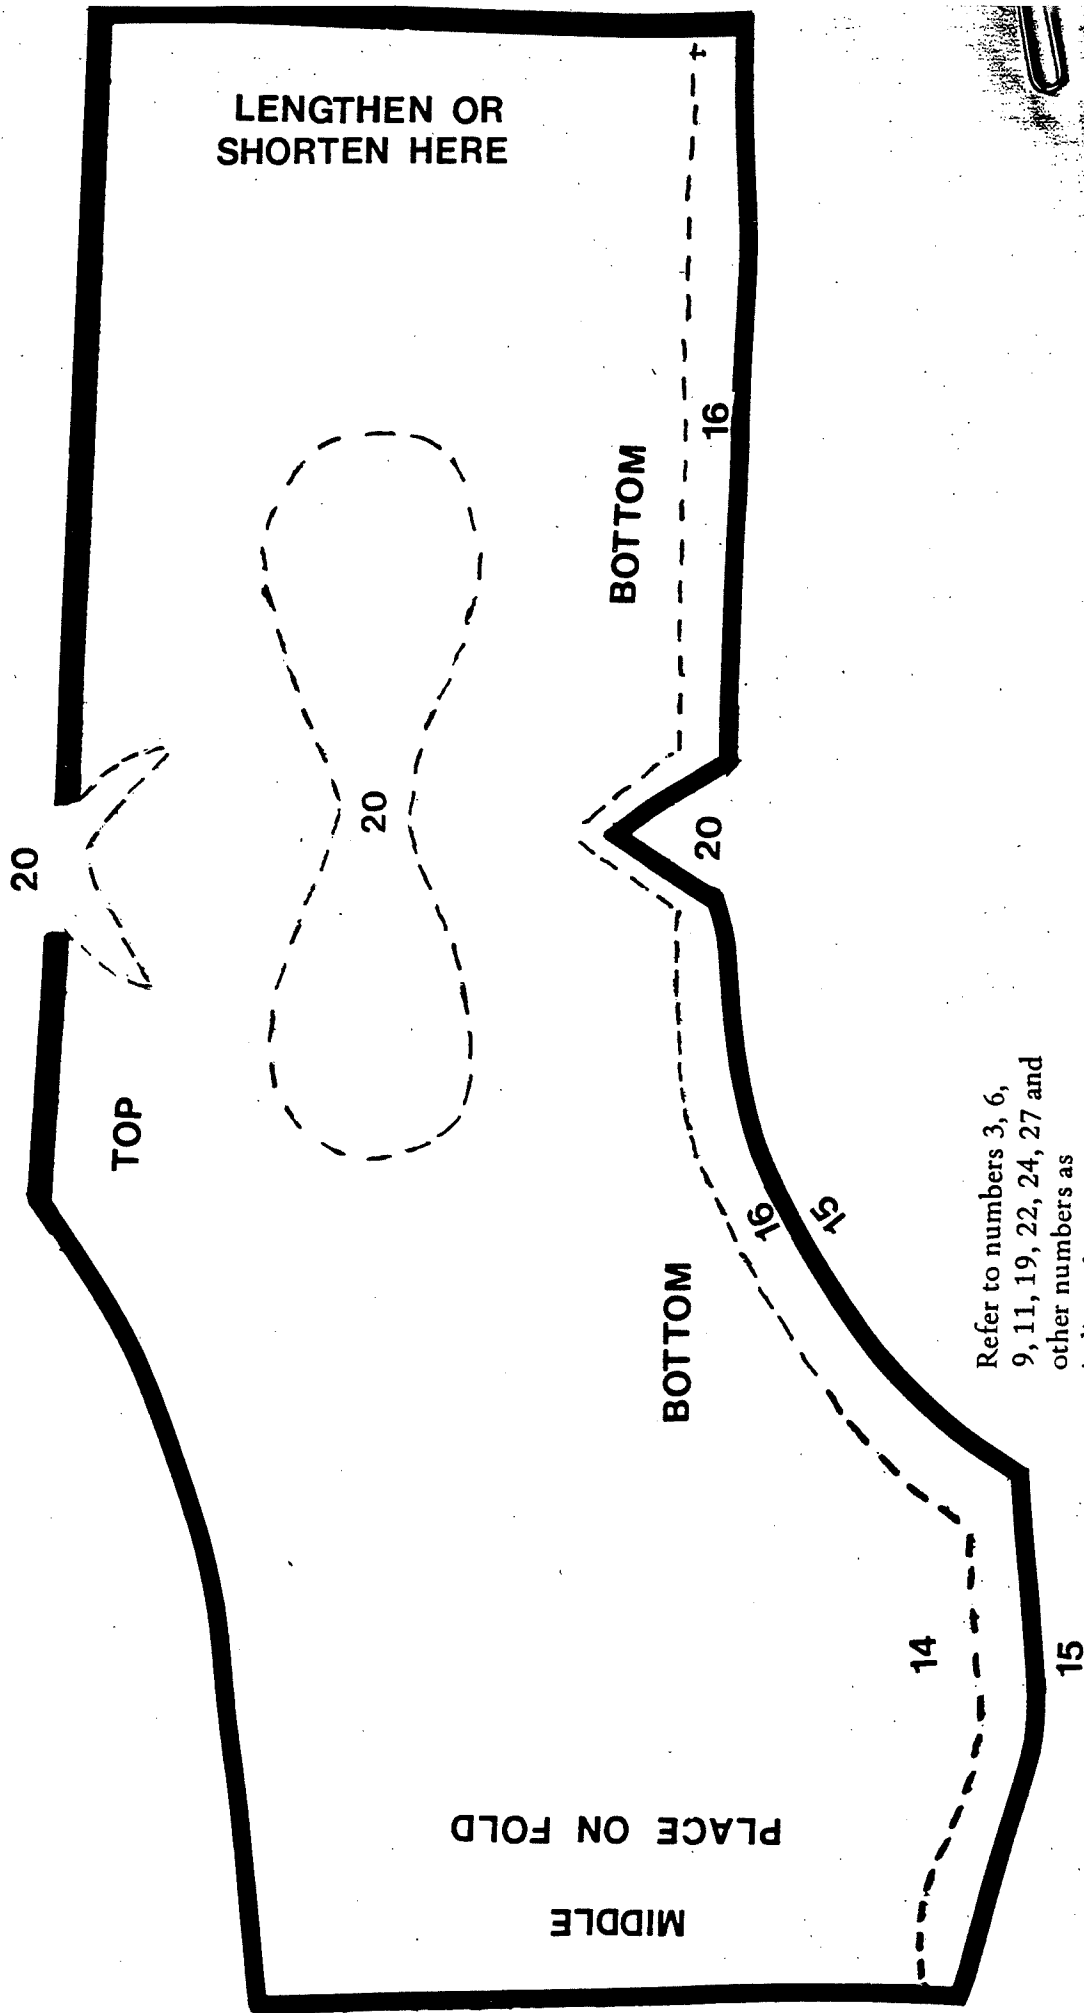 LENGTHEN OR
SHORTEN HERE
20
TOP
20
BOTTOM
16
20
BOTTOM
16
15
14
15
PLACE ON FOLD
MIDDLE
Refer to numbers 3, 6,
9, 11, 19, 22, 24, 27 and
other numbers as